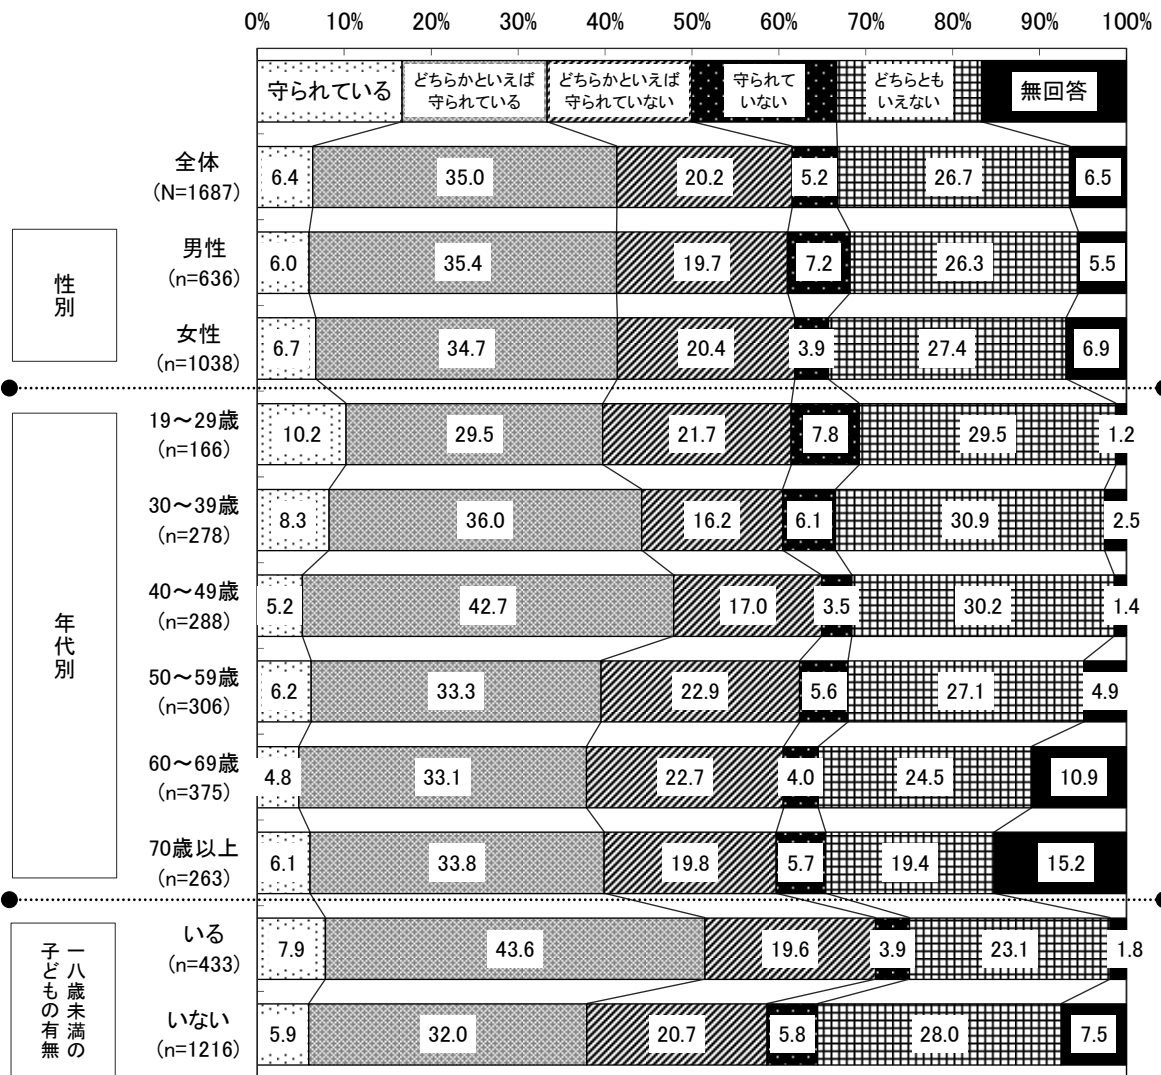 0% 10% 20% 30% 40% 50% 60% 70% 80% 90% 100%
守られている
どちらかといえば
守られている
どちらかといえば
守られていない
守られて
いない
どちらとも
いえない
無回答
全体
(N=1687)
6.4 35.0 20.2 5.2 26.7 6.5
性別
男性
(n=636)
6.0 35.4 19.7 7.2 26.3 5.5
女性
(n=1038)
6.7 34.7 20.4 3.9 27.4 6.9
年代別
19～29歳
(n=166)
10.2 29.5 21.7 7.8 29.5 1.2
30～39歳
(n=278)
8.3 36.0 16.2 6.1 30.9 2.5
40～49歳
(n=288)
5.2 42.7 17.0 3.5 30.2 1.4
50～59歳
(n=306)
6.2 33.3 22.9 5.6 27.1 4.9
60～69歳
(n=375)
4.8 33.1 22.7 4.0 24.5 10.9
70歳以上
(n=263)
6.1 33.8 19.8 5.7 19.4 15.2
一八歳未満の
子どもの有無
いる
(n=433)
7.9 43.6 19.6 3.9 23.1 1.8
いない
(n=1216)
5.9 32.0 20.7 5.8 28.0 7.5